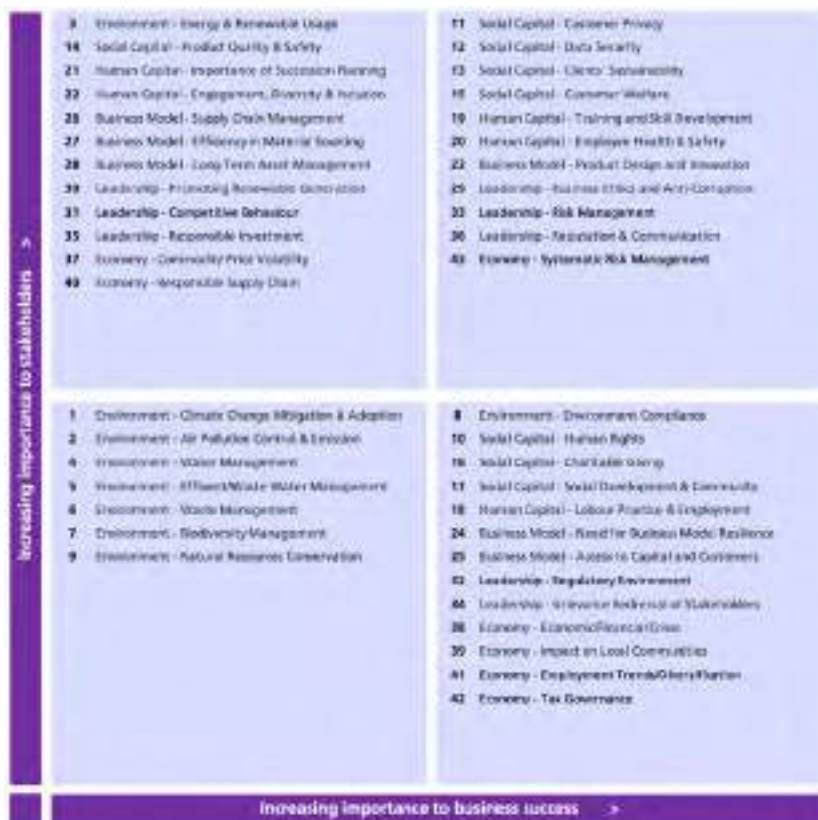 3 Environment - Energy & Renewable Usage
14 Social Capital - Product Quality & Safety
21 Human Capital - Importance of Succession Planning
22 Human Capital - Engagement, Diversity & Inclusion
26 Business Model - Supply Chain Management
27 Business Model - Efficiency in Material Sourcing
28 Business Model - Long Term Asset Management
30 Leadership - Promoting Renewable Generation
31 Leadership - Competitive Behaviour
35 Leadership - Responsible Investment
37 Economy - Commodity Price Volatility
40 Economy - Responsible Supply Chain
11 Social Capital - Customer Privacy
12 Social Capital - Data Security
13 Social Capital - Clients' Sustainability
15 Social Capital - Customer Welfare
19 Human Capital - Training and Skill Development
20 Human Capital - Employee Health & Safety
23 Business Model - Product Design and Innovation
29 Leadership - Business Ethics and Anti-Corruption
33 Leadership - Risk Management
36 Leadership - Reputation & Communication
43 Economy - Systematic Risk Management
1 Environment - Climate Change Mitigation & Adoption
2 Environment - Air Pollution Control & Emission
4 Environment - Water Management
5 Environment - Effluent/Waste Water Management
6 Environment - Waste Management
7 Environment - Biodiversity Management
9 Environment - Natural Resources Conservation
8 Environment - Environment Compliance
10 Social Capital - Human Rights
16 Social Capital - Charitable Giving
17 Social Capital - Social Development & Community
18 Human Capital - Labour Practice & Employment
24 Business Model - Need for Business Model Resilience
25 Business Model - Access to Capital and Customers
32 Leadership - Regulatory Environment
34 Leadership - Grievance Redressal of Stakeholders
38 Economy - Economic/Financial Crisis
39 Economy - Impact on Local Communities
41 Economy - Employment Trends/Diversification
42 Economy - Tax Governance
Increasing importance to stakeholders >
Increasing importance to business success >